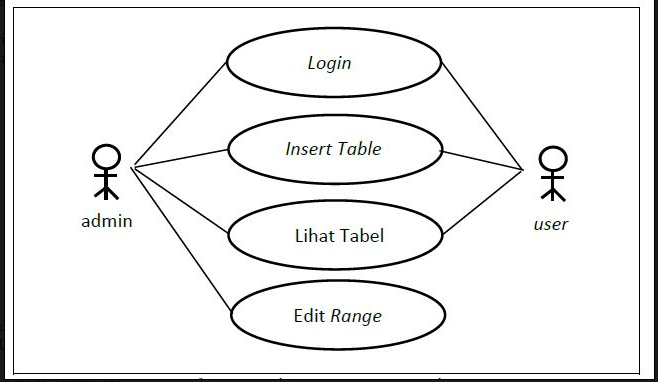 Login
Insert Table
admin
user
Lihat Tabel
Edit Range